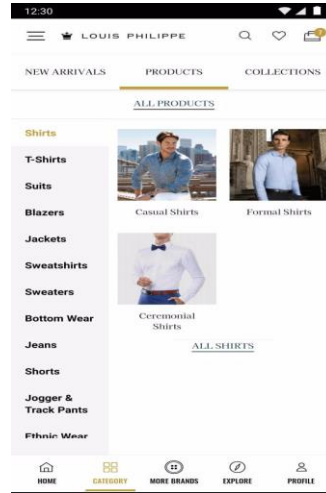 12:30
LOUIS PHILIPPE
NEW ARRIVALS PRODUCTS COLLECTIONS
ALL PRODUCTS
Shirts
T-Shirts
Suits
Blazers
Jackets
Sweatshirts
Sweaters
Bottom Wear
Jeans
Shorts
Jogger &
Track Pants
Ethnic Wear
Casual Shirts Formal Shirts
Ceremonial
Shirts
ALL SHIRTS
HOME CATEGORY MORE BRANDS EXPLORE PROFILE